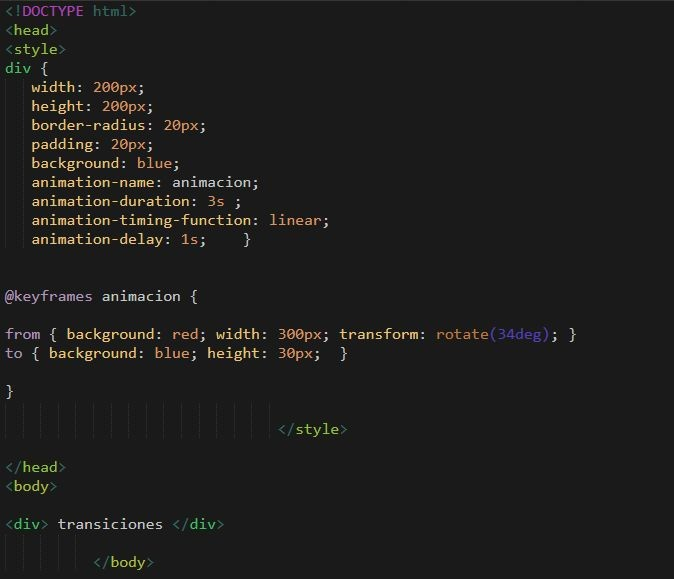 <!DOCTYPE html>
<head>
<style>
div {
width: 200px;
height: 200px;
border-radius: 20px;
padding: 20px;
background: blue;
animation-name: animacion;
animation-duration: 3s ;
animation-timing-function: linear;
animation-delay: 1s;    }
@keyframes animacion {
from { background: red; width: 300px; transform: rotate(34deg); }
to { background: blue; height: 30px;  }
}
</style>
</head>
<body>
<div> transiciones </div>
</body>